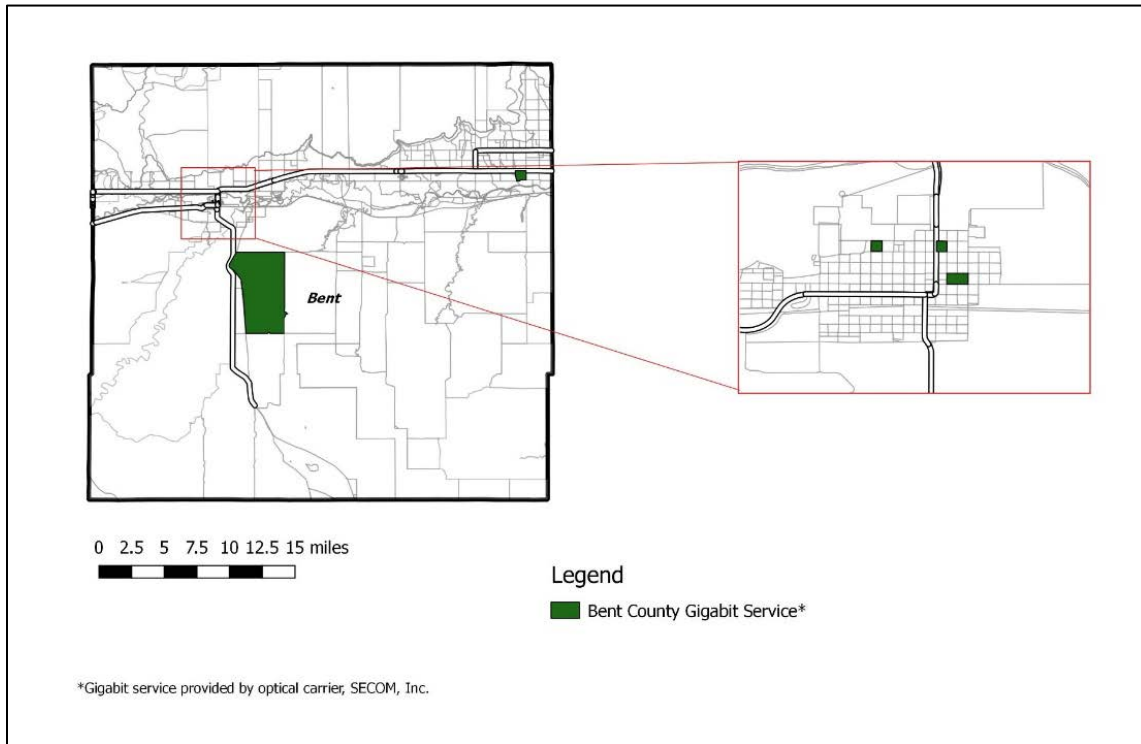 Bent
0 2.5 5 7.5 10 12.5 15 miles
Legend
Bent County Gigabit Service*
*Gigabit service provided by optical carrier, SECOM, Inc.